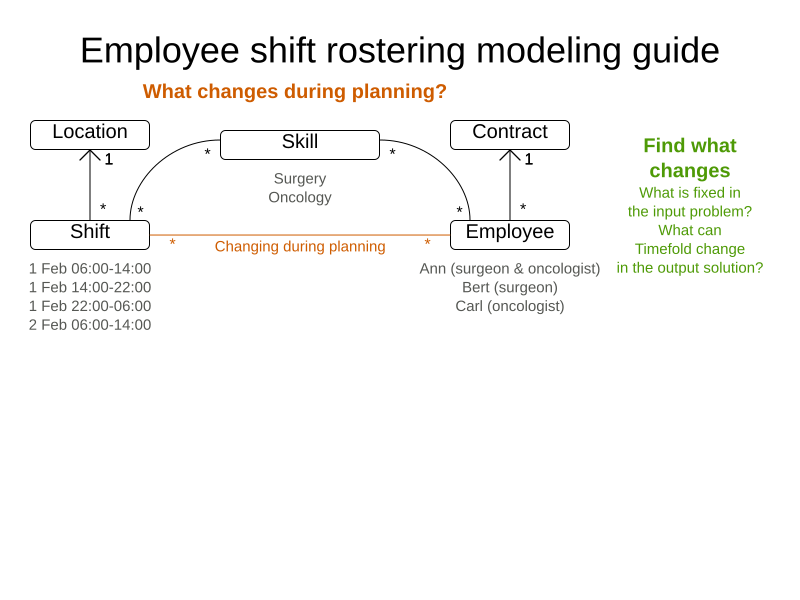 Employee shift rostering modeling guide
What changes during planning?
Location
Skill
Contract
1
*
*
1
Surgery
Oncology
Find what
changes
What is fixed in
the input problem?
What can
Timefold change
in the output solution?
*
*
*
*
Shift
Employee
*
Changing during planning
*
1 Feb 06:00-14:00
1 Feb 14:00-22:00
1 Feb 22:00-06:00
2 Feb 06:00-14:00
Ann (surgeon & oncologist)
Bert (surgeon)
Carl (oncologist)